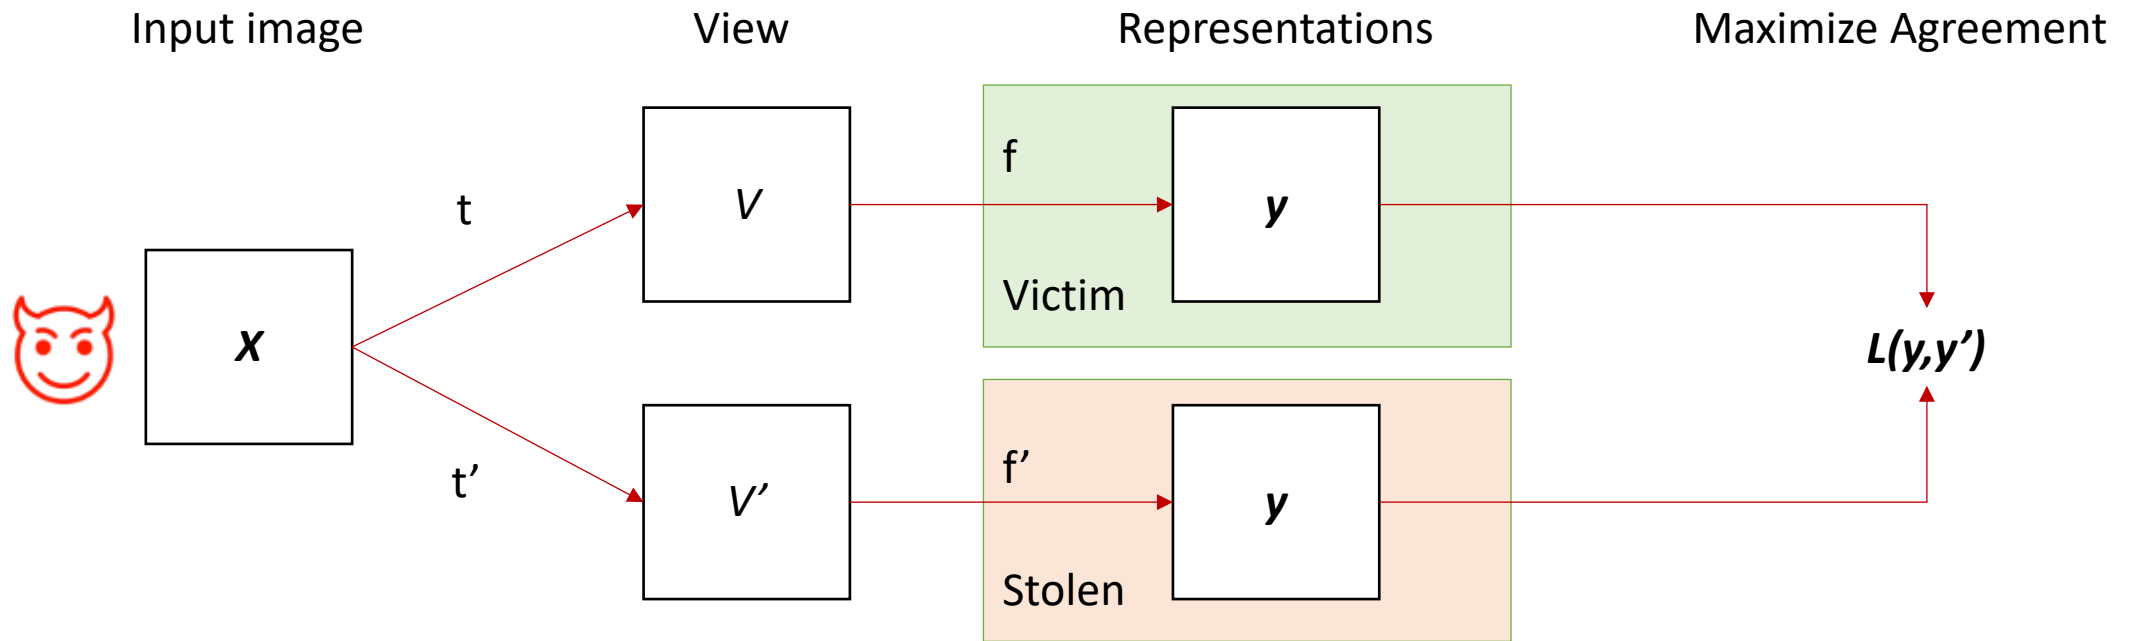 Input image
View
Representations
Maximize Agreement
t
V
f
y
Victim
X
L(y,y’)
t’
V’
f’
y
Stolen